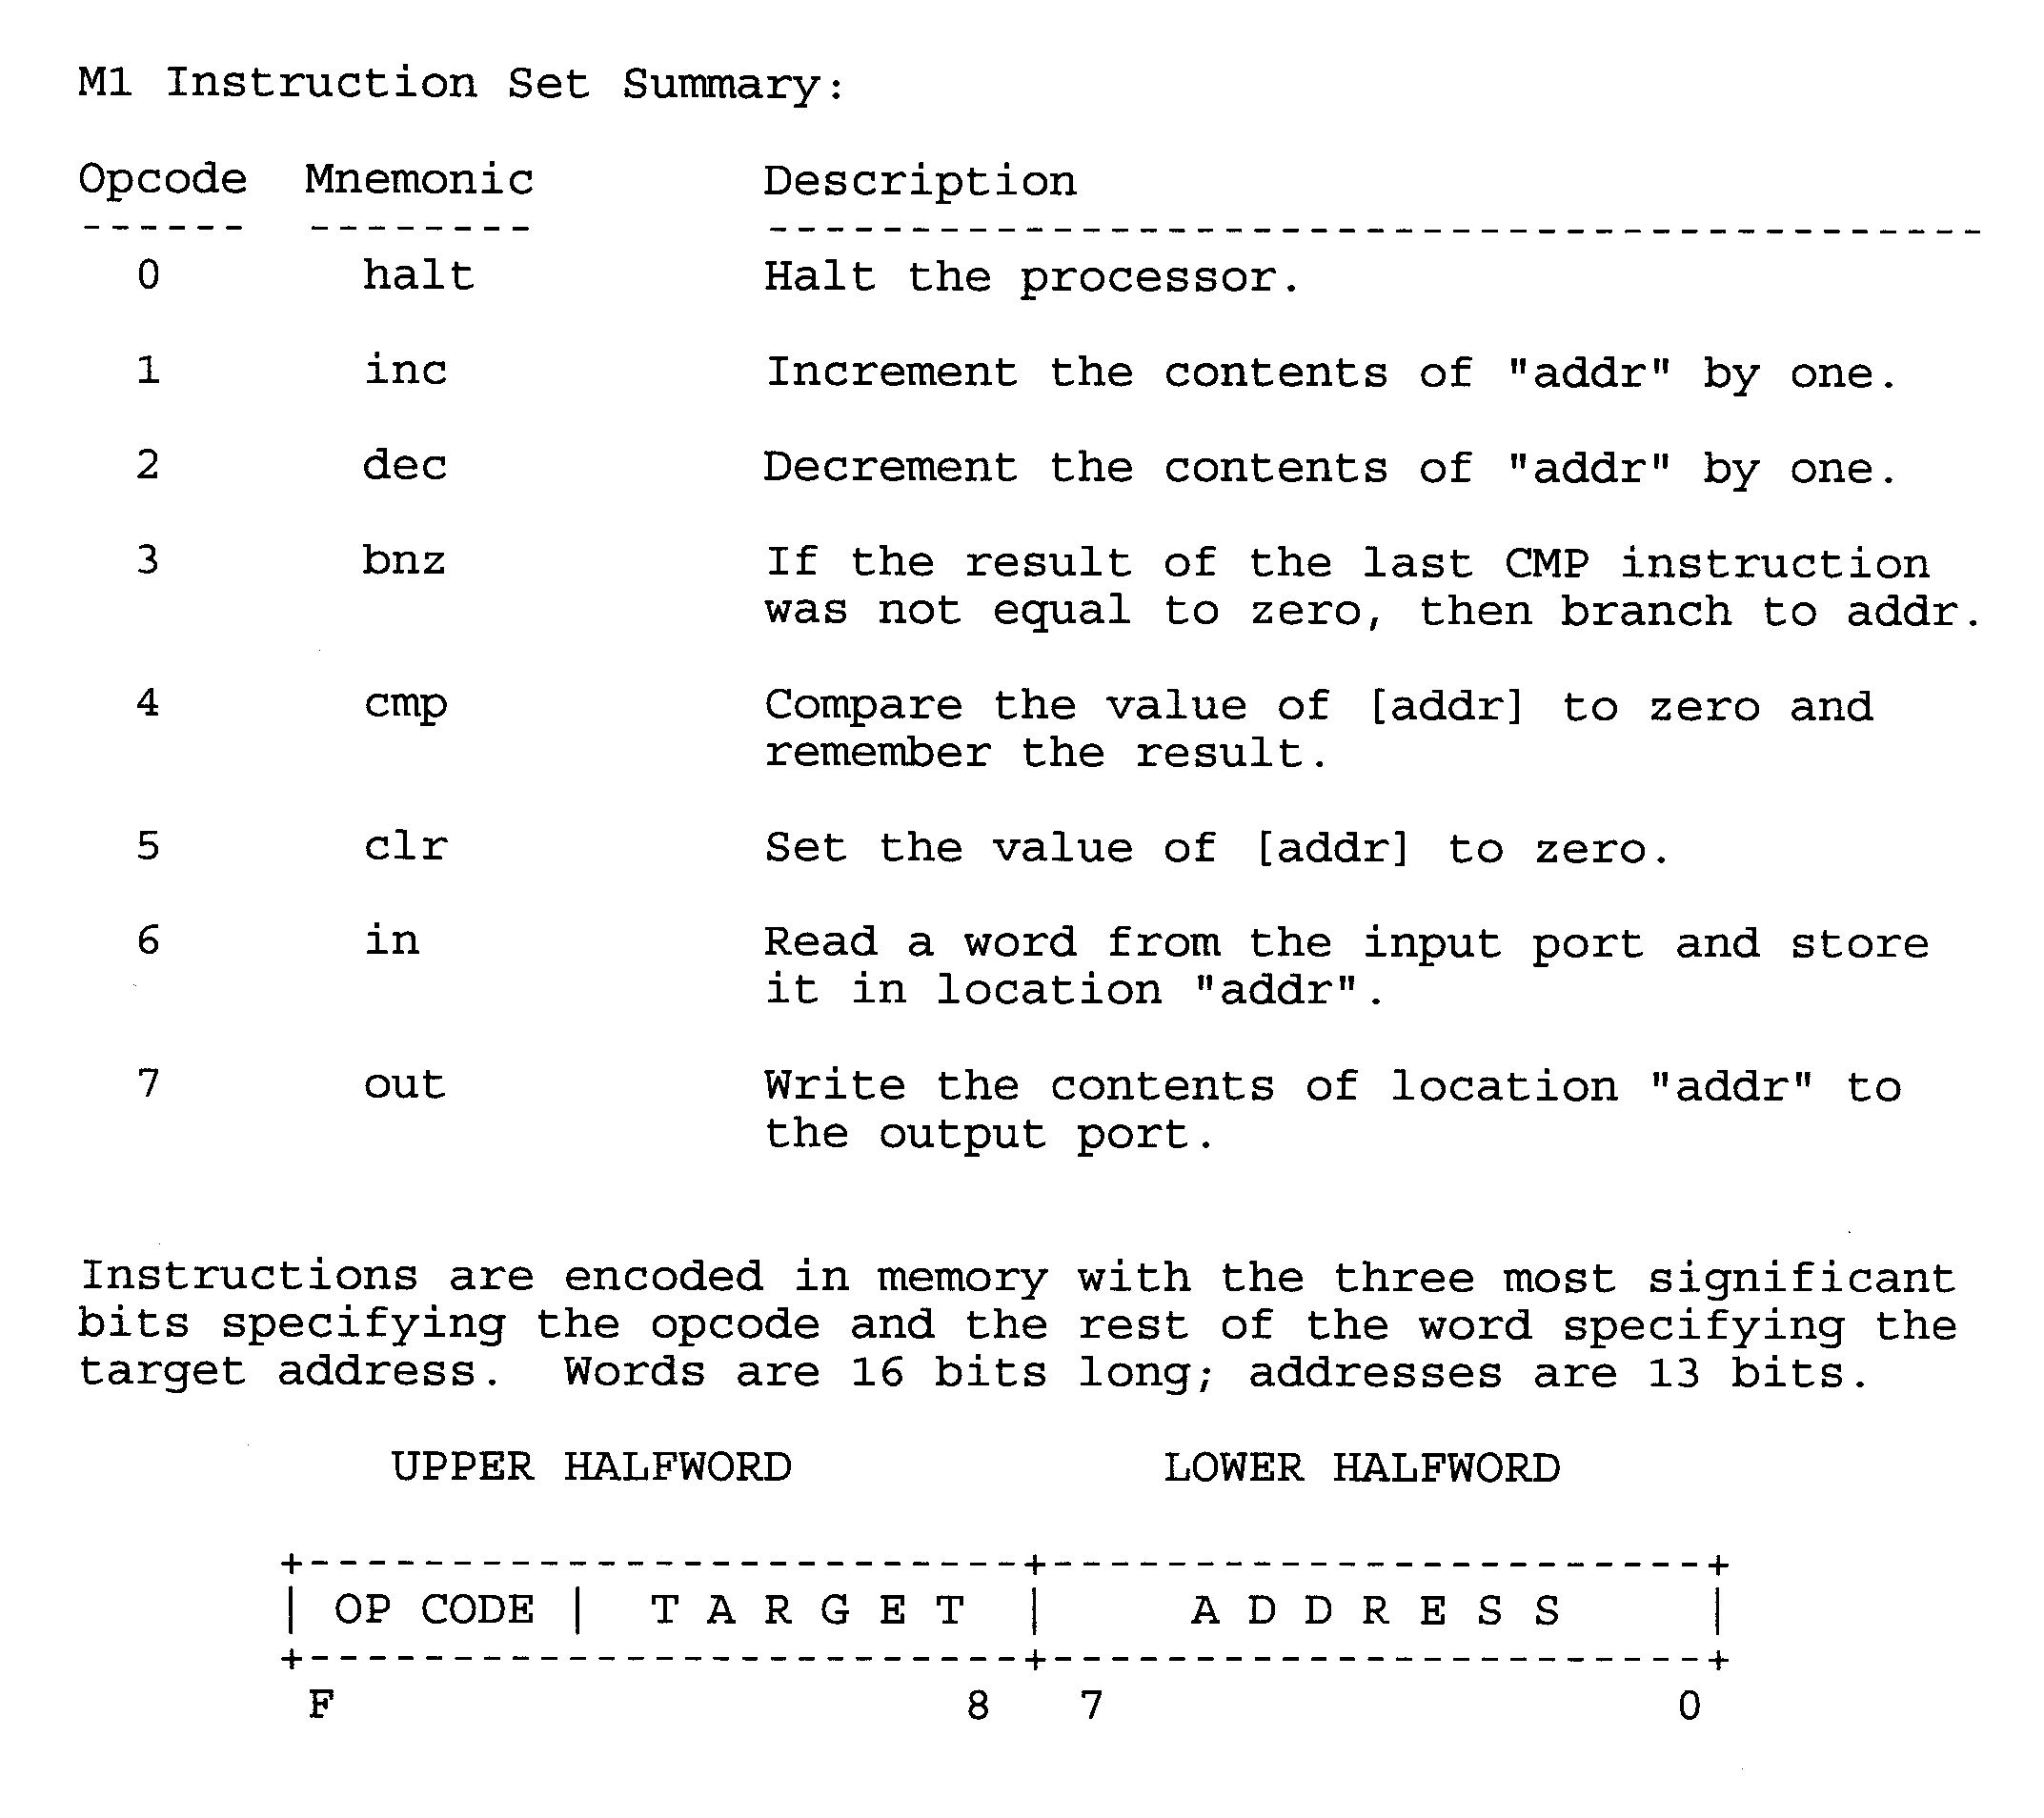 M1 Instruction Set Summary:
Opcode  Mnemonic        Description
------  --------        -------------------------------------------
0       halt            Halt the processor.
1       inc             Increment the contents of "addr" by one.
2       dec             Decrement the contents of "addr" by one.
3       bnz             If the result of the last CMP instruction
                        was not equal to zero, then branch to addr.
4       cmp             Compare the value of [addr] to zero and
                        remember the result.
5       clr             Set the value of [addr] to zero.
6       in              Read a word from the input port and store
                        it in location "addr".
7       out             Write the contents of location "addr" to
                        the output port.
Instructions are encoded in memory with the three most significant
bits specifying the opcode and the rest of the word specifying the
target address.  Words are 16 bits long; addresses are 13 bits.
UPPER HALFWORD             LOWER HALFWORD
+-------------------------+-----------------------+
| OP CODE |  T A R G E T  |     A D D R E S S     |
+-------------------------+-----------------------+
F                       8   7                    0